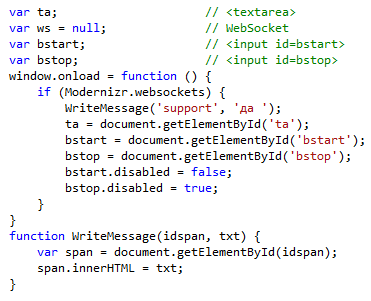 var ta;                     // <textarea>
var ws = null;              // WebSocket
var bstart;                 // <input id=bstart>
var bstop;                  // <input id=bstop>
window.onload = function () {
    if (Modernizr.websockets) {
        WriteMessage('support', 'да ');
        ta = document.getElementById('ta');
        bstart = document.getElementById('bstart');
        bstop = document.getElementById('bstop');
        bstart.disabled = false;
        bstop.disabled = true;
    }
}
function WriteMessage(idspan, txt) {
    var span = document.getElementById(idspan);
    span.innerHTML = txt;
}